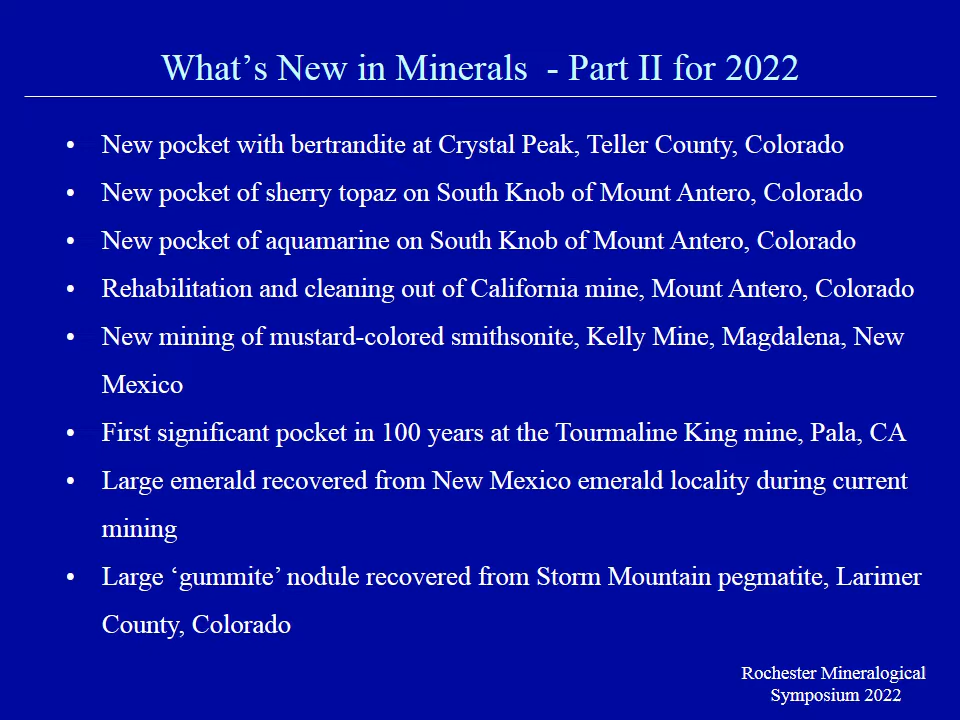 What’s New in Minerals  - Part II for 2022
• New pocket with bertrandite at Crystal Peak, Teller County, Colorado
• New pocket of sherry topaz on South Knob of Mount Antero, Colorado
• New pocket of aquamarine on South Knob of Mount Antero, Colorado
• Rehabilitation and cleaning out of California mine, Mount Antero, Colorado
• New mining of mustard-colored smithsonite, Kelly Mine, Magdalena, New
Mexico
• First significant pocket in 100 years at the Tourmaline King mine, Pala, CA
• Large emerald recovered from New Mexico emerald locality during current
mining
• Large ‘gummite’ nodule recovered from Storm Mountain pegmatite, Larimer
County, Colorado
Rochester Mineralogical
Symposium 2022